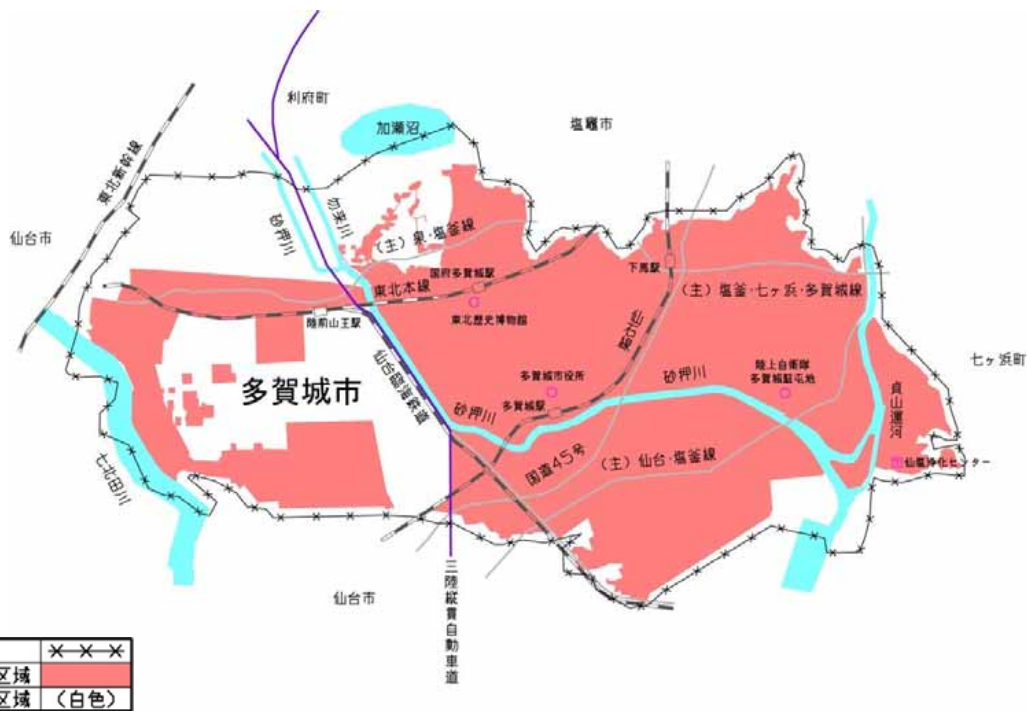 利府町
加瀬沼
塩竈市
東北新幹線
仙台市
砂押川
勿来川
(主)泉・塩釜線
国府多賀城駅
東北本線
下馬駅
(主)塩釜・七ヶ浜・多賀城線
陸前山王駅
東北歴史博物館
仙石線
仙台臨海鉄道
多賀城市
多賀城市役所
砂押川
陸上自衛隊
多賀城駐屯地
七ヶ浜町
砂押川
多賀城駅
貞山運河
七北田川
国道45号
(主)仙台・塩釜線
仙塩浄化センター
仙台市
三陸縦貫自動車道
区域
区域 (白色)